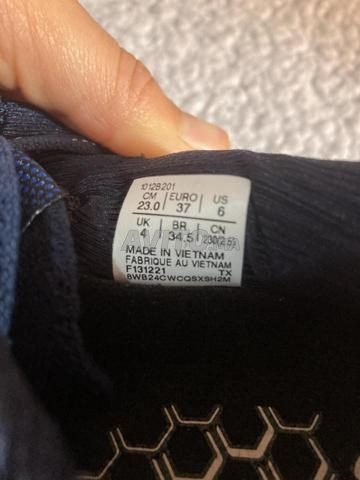 1012B201
CM EURO US
23.0 37 6
UK BR CN
4 34.5 230(2.5)
MADE IN VIETNAM
FABRIQUE AU VIETNAM
F131221 TX
8WB24CWCQSXSH2M